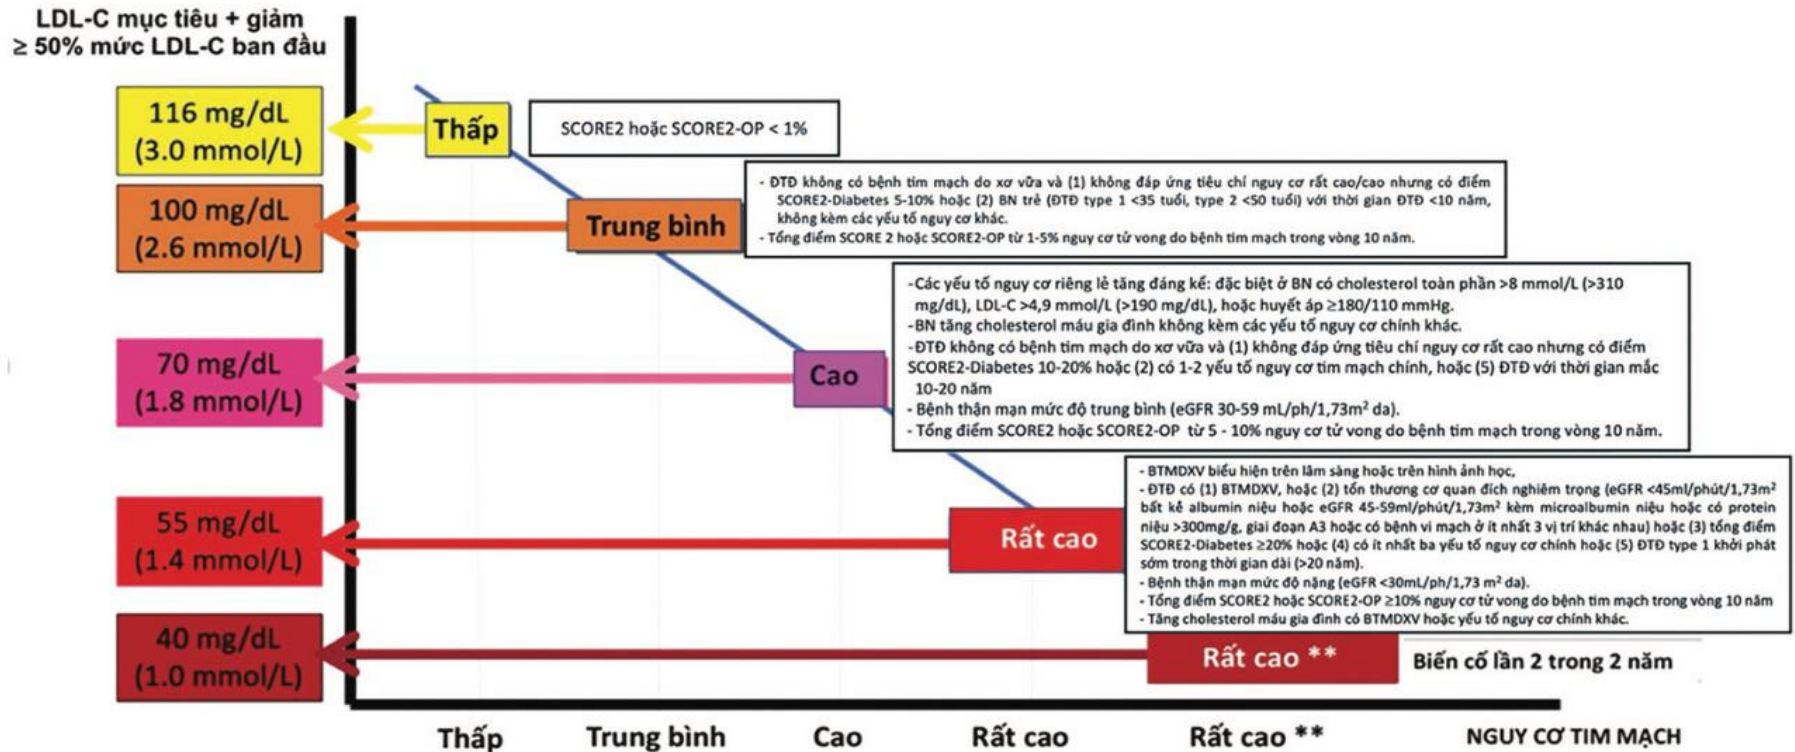 LDL-C mục tiêu + giảm
≥ 50% mức LDL-C ban đầu
116 mg/dL
(3.0 mmol/L)
Thấp
SCORE2 hoặc SCORE2-OP < 1%
100 mg/dL
(2.6 mmol/L)
Trung bình
- ĐTĐ không có bệnh tim mạch do xơ vữa và (1) không đáp ứng tiêu chí nguy cơ rất cao/cao nhưng có điểm
SCORE2-Diabetes 5-10% hoặc (2) BN trẻ (ĐTĐ type 1 <35 tuổi, type 2 <50 tuổi) với thời gian ĐTĐ <10 năm,
không kèm các yếu tố nguy cơ khác.
- Tổng điểm SCORE 2 hoặc SCORE2-OP từ 1-5% nguy cơ tử vong do bệnh tim mạch trong vòng 10 năm.
70 mg/dL
(1.8 mmol/L)
Cao
-Các yếu tố nguy cơ riêng lẻ tăng đáng kể: đặc biệt ở BN có cholesterol toàn phần >8 mmol/L (>310
mg/dL), LDL-C >4,9 mmol/L (>190 mg/dL), hoặc huyết áp ≥180/110 mmHg.
-BN tăng cholesterol máu gia đình không kèm các yếu tố nguy cơ chính khác.
-ĐTĐ không có bệnh tim mạch do xơ vữa và (1) không đáp ứng tiêu chí nguy cơ rất cao nhưng có điểm
SCORE2-Diabetes 10-20% hoặc (2) có 1-2 yếu tố nguy cơ tim mạch chính, hoặc (5) ĐTĐ với thời gian mắc
10-20 năm
- Bệnh thận mạn mức độ trung bình (eGFR 30-59 mL/ph/1,73m² da).
- Tổng điểm SCORE2 hoặc SCORE2-OP từ 5 - 10% nguy cơ tử vong do bệnh tim mạch trong vòng 10 năm.
55 mg/dL
(1.4 mmol/L)
Rất cao
- BTMDXV biểu hiện trên lâm sàng hoặc trên hình ảnh học,
- ĐTĐ có (1) BTMDXV, hoặc (2) tổn thương cơ quan đích nghiêm trọng (eGFR <45ml/phút/1,73m²
bất kể albumin niệu hoặc eGFR 45-59ml/phút/1,73m² kèm microalbumin niệu hoặc có protein
niệu >300mg/g, giai đoạn A3 hoặc có bệnh vi mạch ở ít nhất 3 vị trí khác nhau) hoặc (3) tổng điểm
SCORE2-Diabetes ≥20% hoặc (4) có ít nhất ba yếu tố nguy cơ chính hoặc (5) ĐTĐ type 1 khởi phát
sớm trong thời gian dài (>20 năm).
- Bệnh thận mạn mức độ nặng (eGFR <30mL/ph/1,73 m² da).
- Tổng điểm SCORE2 hoặc SCORE2-OP ≥10% nguy cơ tử vong do bệnh tim mạch trong vòng 10 năm
- Tăng cholesterol máu gia đình có BTMDXV hoặc yếu tố nguy cơ chính khác.
40 mg/dL
(1.0 mmol/L)
Rất cao **
Biến cố lần 2 trong 2 năm
Thấp
Trung bình
Cao
Rất cao
Rất cao **
NGUY CƠ TIM MẠCH